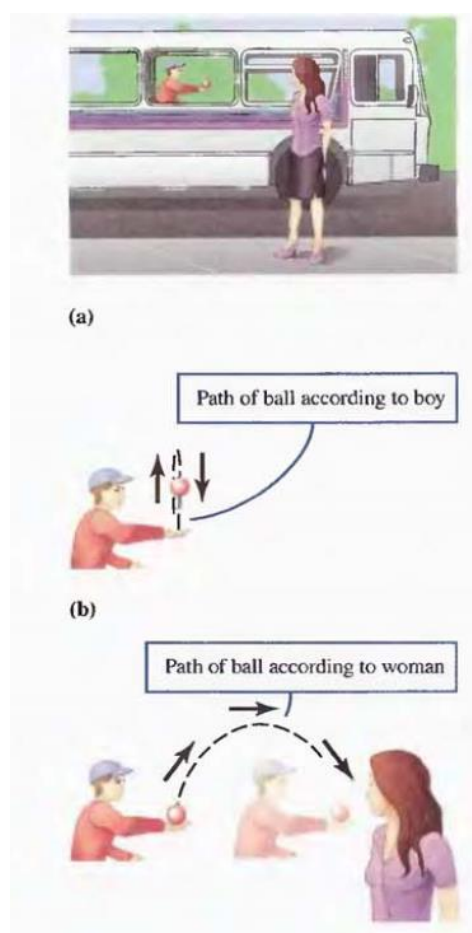 (a)
Path of ball according to boy
(b)
Path of ball according to woman